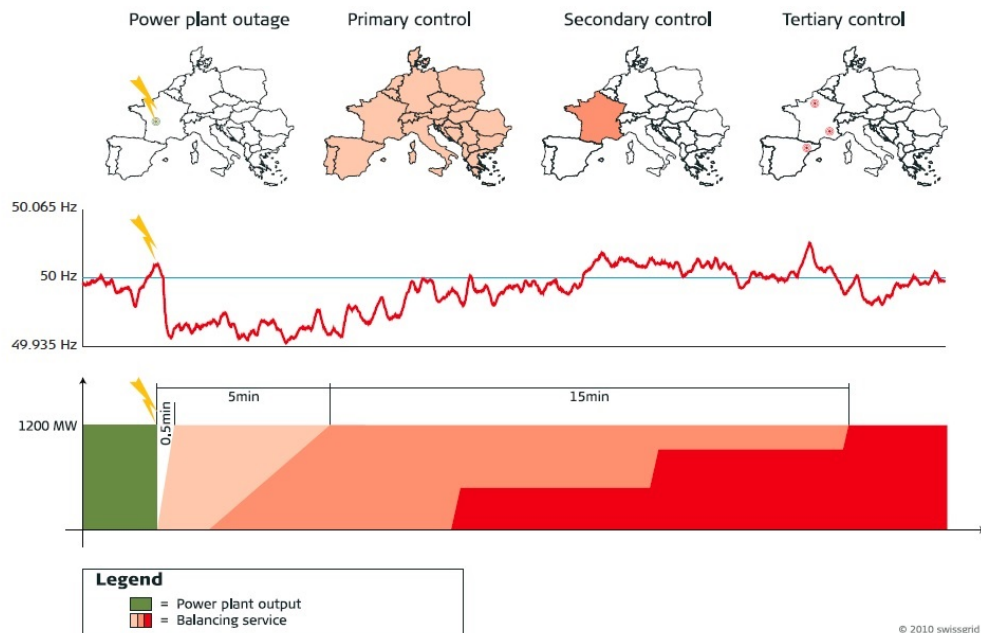 Power plant outage
Primary control
Secondary control
Tertiary control
50.065 Hz
50 Hz
49.935 Hz
5min
15min
0.5min
1200 MW
Legend
= Power plant output
= Balancing service
© 2010 swissgrid